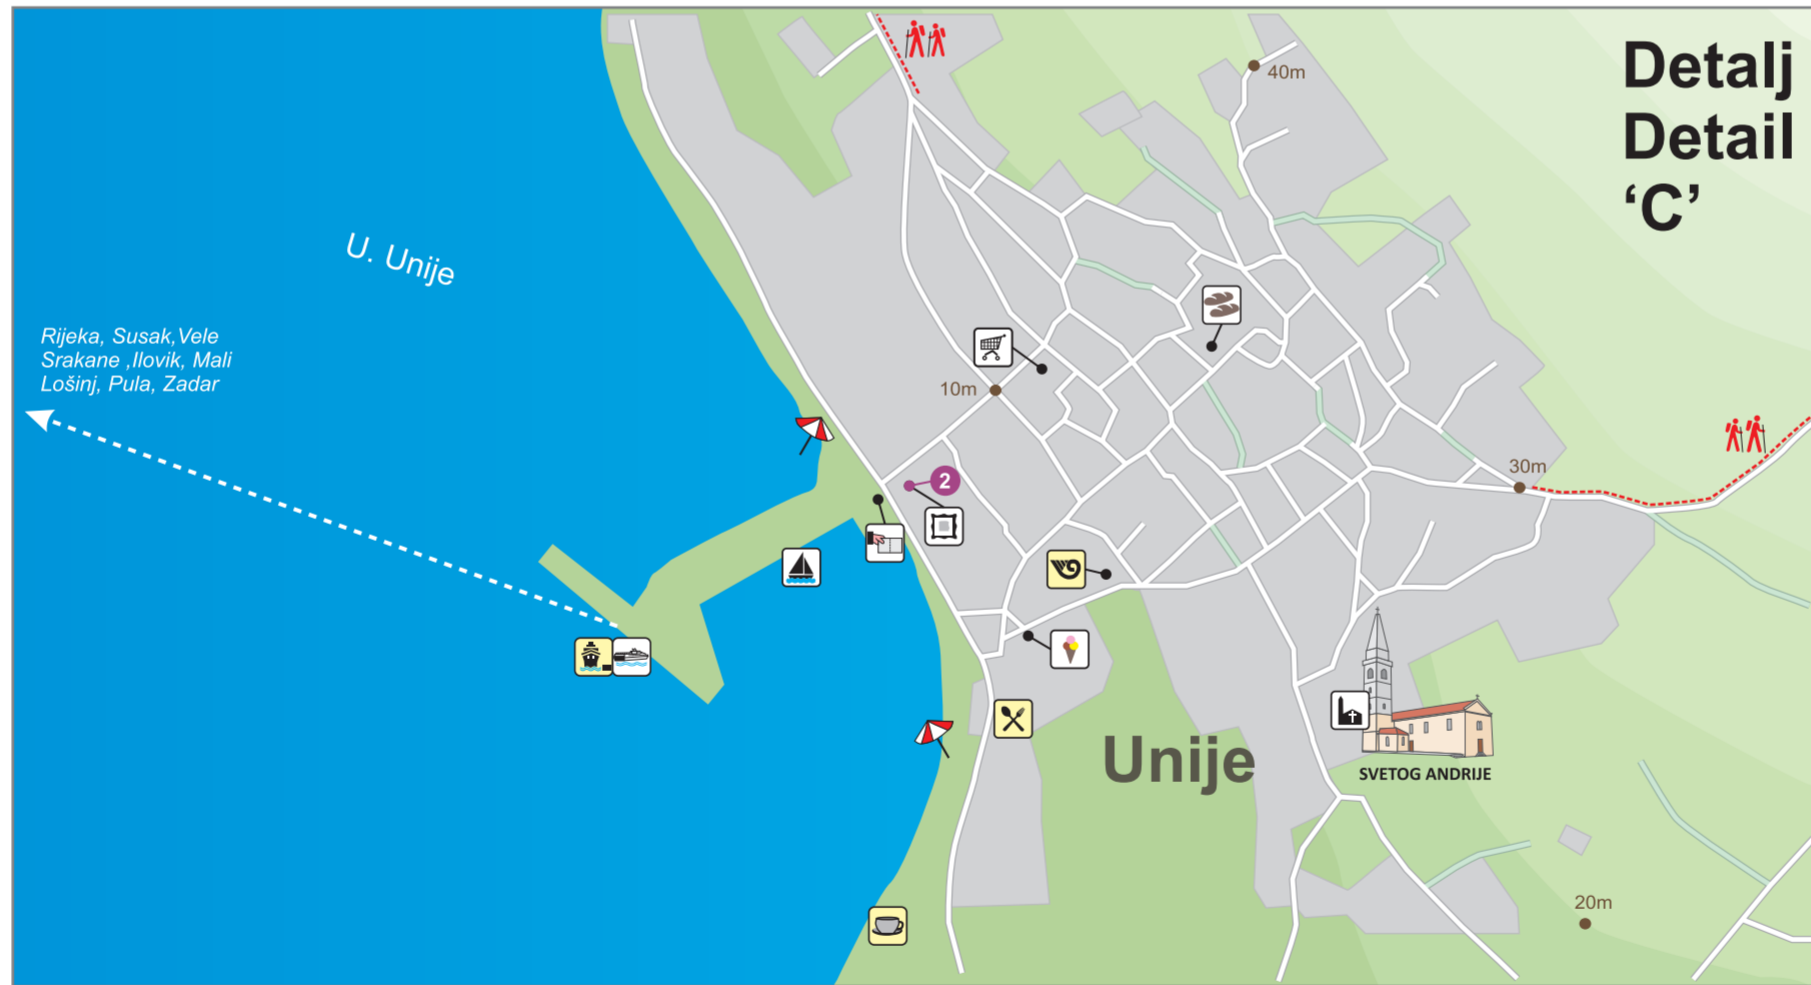 Detalj
Detail
‘C’
40m
U. Unije
Rijeka, Susak,Vele
Srakane ,Ilovik, Mali
Lošinj, Pula, Zadar
10m
30m
2
Unije
SVETOG ANDRIJE
20m